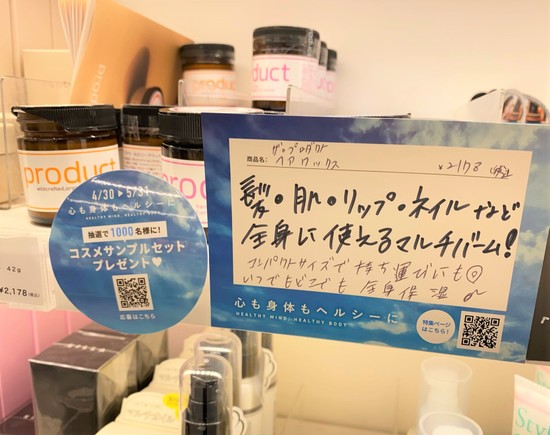 product
product
product
wildcrafted.organic
4/30 ▶ 5/31
心も身体もヘルシーに
HEALTHY MIND, HEALTHY BODY
抽選で1000名様に!
コスメサンプルセット
プレゼント♥
応募はこちら
42g
¥2,178(税込)
商品名: ザ・プロダクト
ヘアワックス
¥2178(税込)
髪・肌・リップ・ネイルなど
全身に使えるマルチバーム!
コンパクトサイズで持ち運びにも◎
いつでもどこでも全身保湿
心も身体もヘルシーに
HEALTHY MIND, HEALTHY BODY
特集ページ
はこちら!